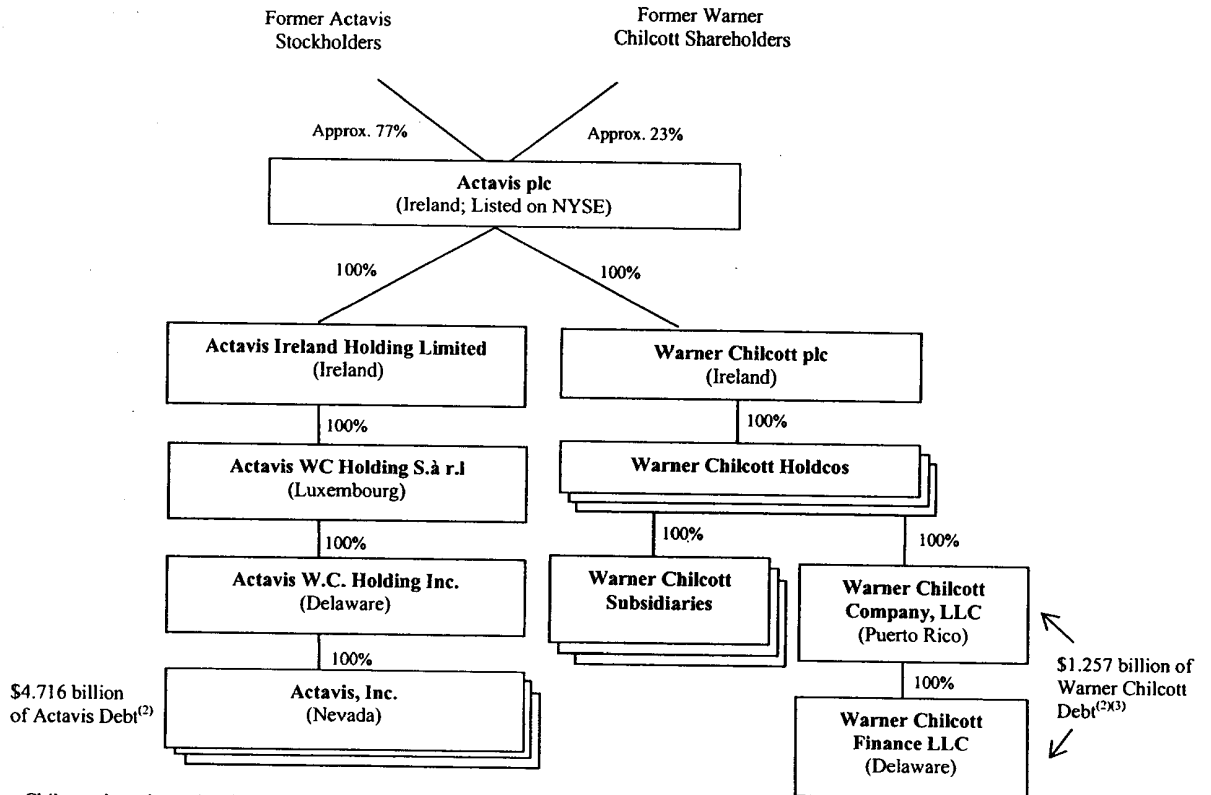 Former Actavis
Stockholders
Former Warner
Chilcott Shareholders
Approx. 77%
Approx. 23%
Actavis plc
(Ireland; Listed on NYSE)
100%
100%
Actavis Ireland Holding Limited
(Ireland)
Warner Chilcott plc
(Ireland)
100%
100%
Actavis WC Holding S.à r.l
(Luxembourg)
Warner Chilcott Holdcos
100%
100%
100%
Actavis W.C. Holding Inc.
(Delaware)
Warner Chilcott
Subsidiaries
Warner Chilcott
Company, LLC
(Puerto Rico)
100%
$4.716 billion
of Actavis Debt(2)
Actavis, Inc.
(Nevada)
100%
$1.257 billion of
Warner Chilcott
Debt(2)(3)
Warner Chilcott
Finance LLC
(Delaware)